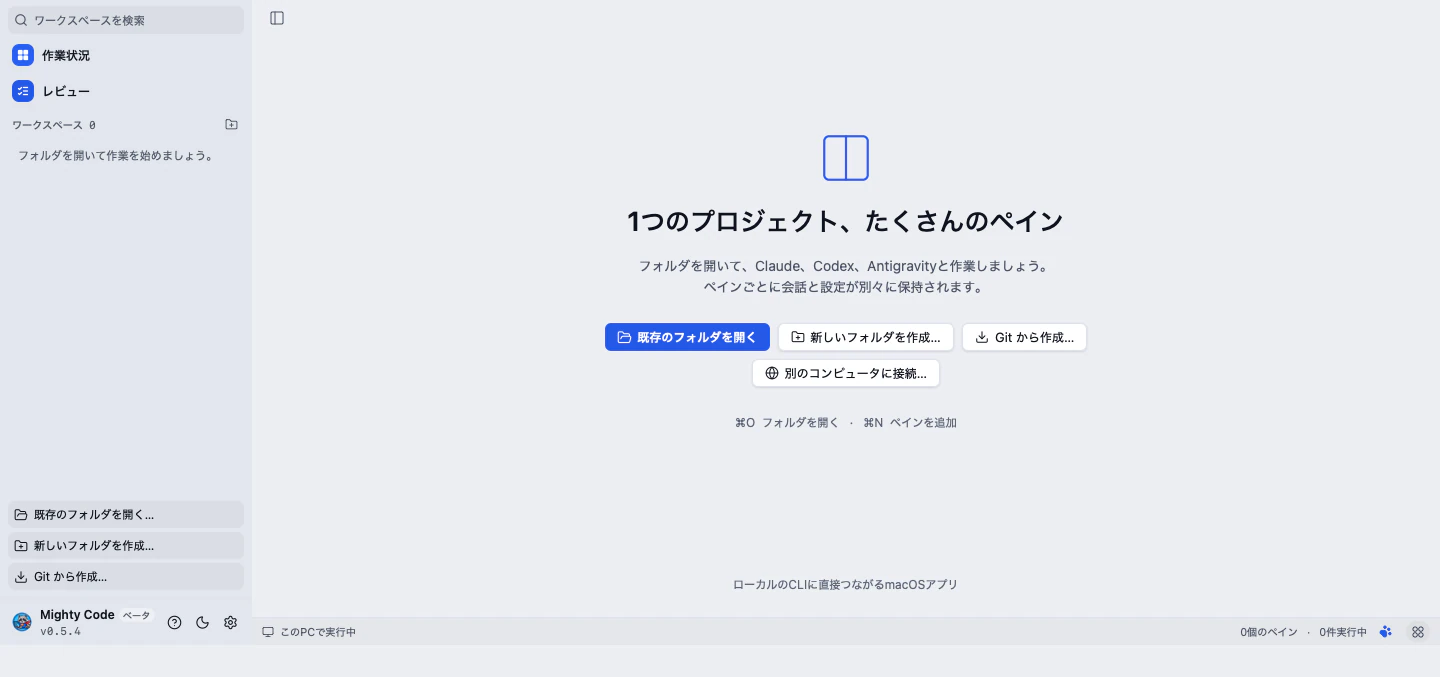 ワークスペースを検索
作業状況
レビュー
ワークスペース 0
フォルダを開いて作業を始めましょう。
既存のフォルダを開く...
新しいフォルダを作成...
Git から作成...
Mighty Code ベータ
v0.5.4
1つのプロジェクト、たくさんのペイン
フォルダを開いて、Claude、Codex、Antigravityと作業しましょう。
ペインごとに会話と設定が別々に保持されます。
既存のフォルダを開く
新しいフォルダを作成...
Git から作成...
別のコンピュータに接続...
⌘O フォルダを開く · ⌘N ペインを追加
ローカルのCLIに直接つながるmacOSアプリ
このPCで実行中
0個のペイン · 0件実行中